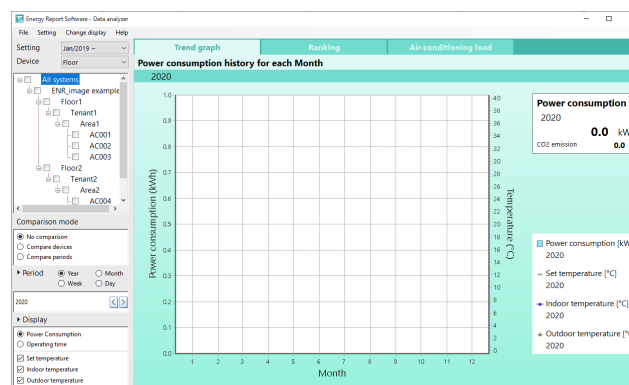 Energy Report Software - Data analyzer
File Setting Change display Help
Setting Jan/2019 ~
Device Floor
All systems
ENR_image example
Floor1
Tenant1
Area1
AC001
AC002
AC003
Floor2
Tenant2
Area2
AC004
Comparison mode
No comparison
Compare devices
Compare periods
Period Year Month
Week Day
2020
Display
Power Consumption
Operating time
Set temperature
Indoor temperature
Outdoor temperature
Trend graph Ranking Air-conditioning load
Power consumption history for each Month
2020
Power consumption (kWh)
1.0
0.9
0.8
0.7
0.6
0.5
0.4
0.3
0.2
0.1
0.0
1 2 3 4 5 6 7 8 9 10 11 12
Month
40
38
36
34
32
30
28
26
24
22
20
18
16
14
12
10
8
6
4
2
0
Temperature (°C)
Power consumption
2020
0.0 kW
CO2 emission 0.0
Power consumption [kW
2020
Set temperature [°C]
2020
Indoor temperature [°C]
2020
Outdoor temperature [°
2020